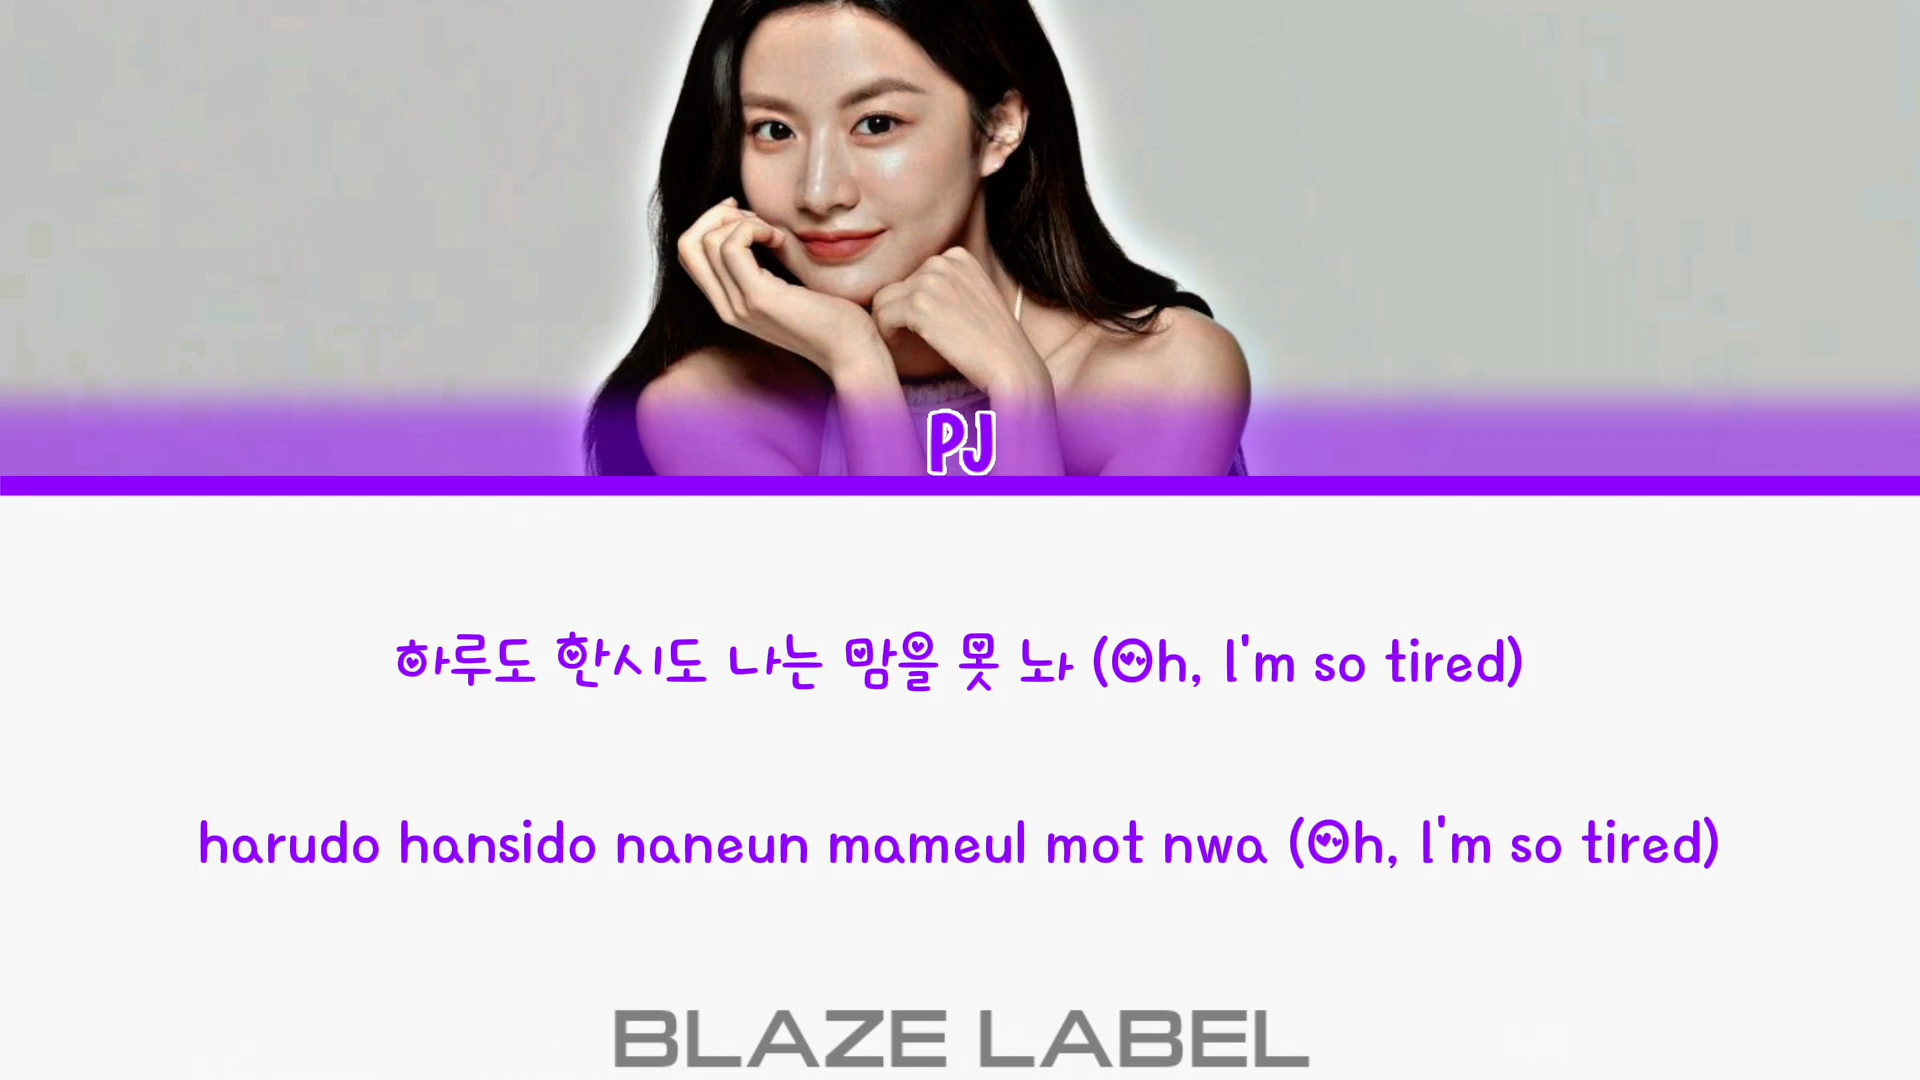 PJ
하루도 한시도 나는 맘을 못 놔 (Oh, I'm so tired)
harudo hansido naneun mameul mot nwa (Oh, I'm so tired)
BLAZE LABEL